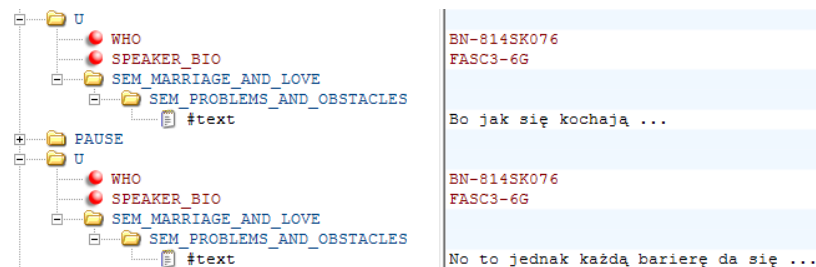 U
WHO BN-814SK076
SPEAKER_BIO FASC3-6G
SEM_MARRIAGE_AND_LOVE
SEM_PROBLEMS_AND_OBSTACLES
#text Bo jak się kochają ...
PAUSE
U
WHO BN-814SK076
SPEAKER_BIO FASC3-6G
SEM_MARRIAGE_AND_LOVE
SEM_PROBLEMS_AND_OBSTACLES
#text No to jednak każdą barierę da się ...